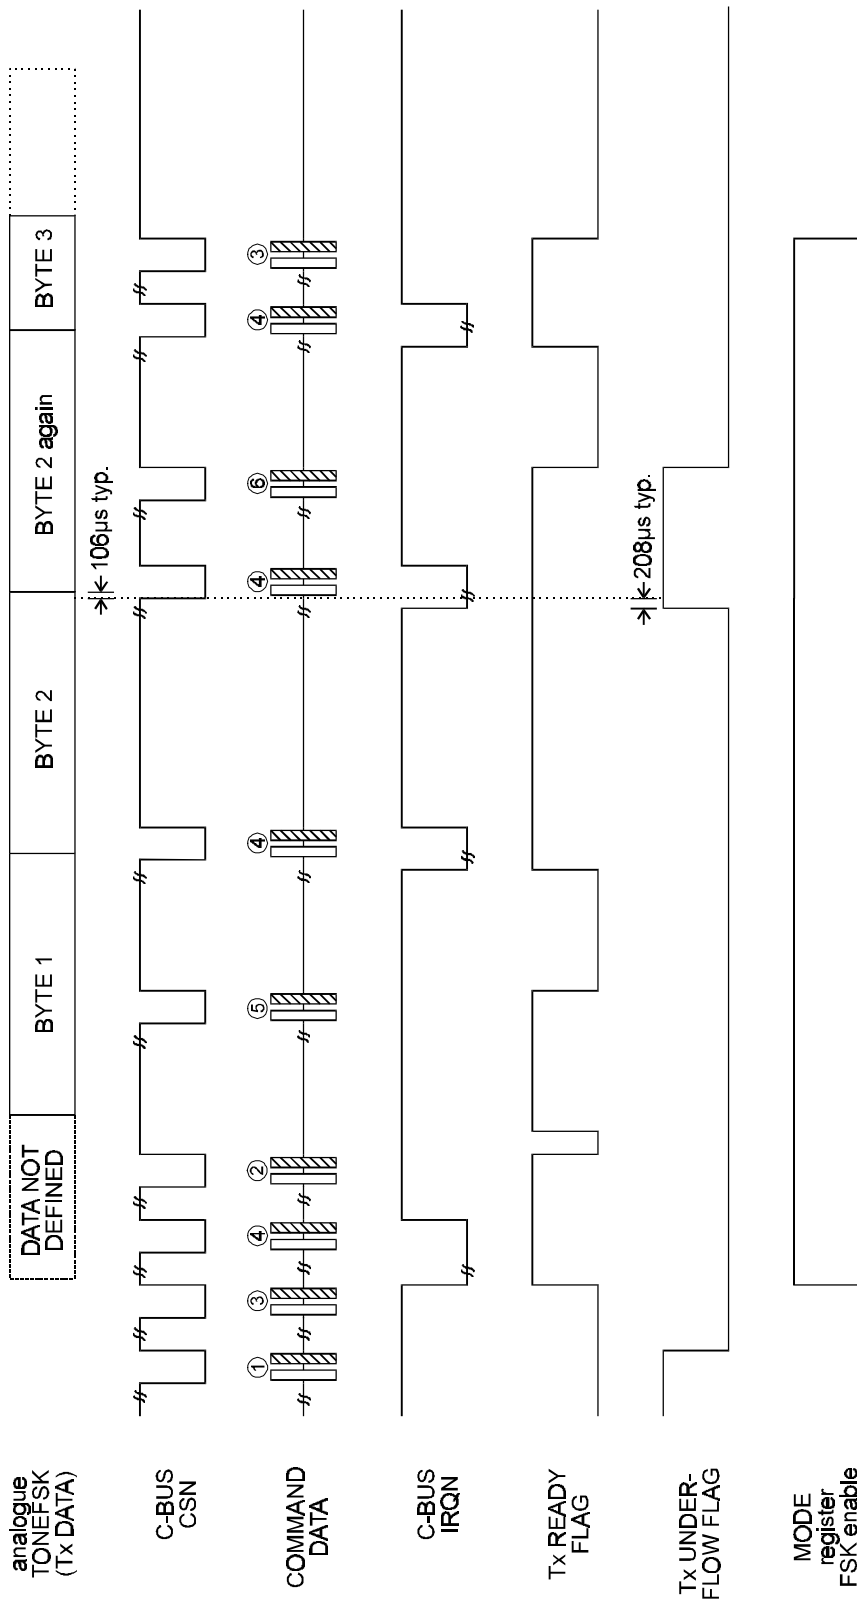 analogue
TONEFSK
(Tx DATA)
DATA NOT
DEFINED
BYTE 1
BYTE 2
BYTE 2 again
BYTE 3
106µs typ.
C-BUS
CSN
COMMAND
DATA
1
3
4
2
5
4
4
6
4
3
C-BUS
IRQN
Tx READY
FLAG
Tx UNDER-
FLOW FLAG
208µs typ.
MODE
register
FSK enable